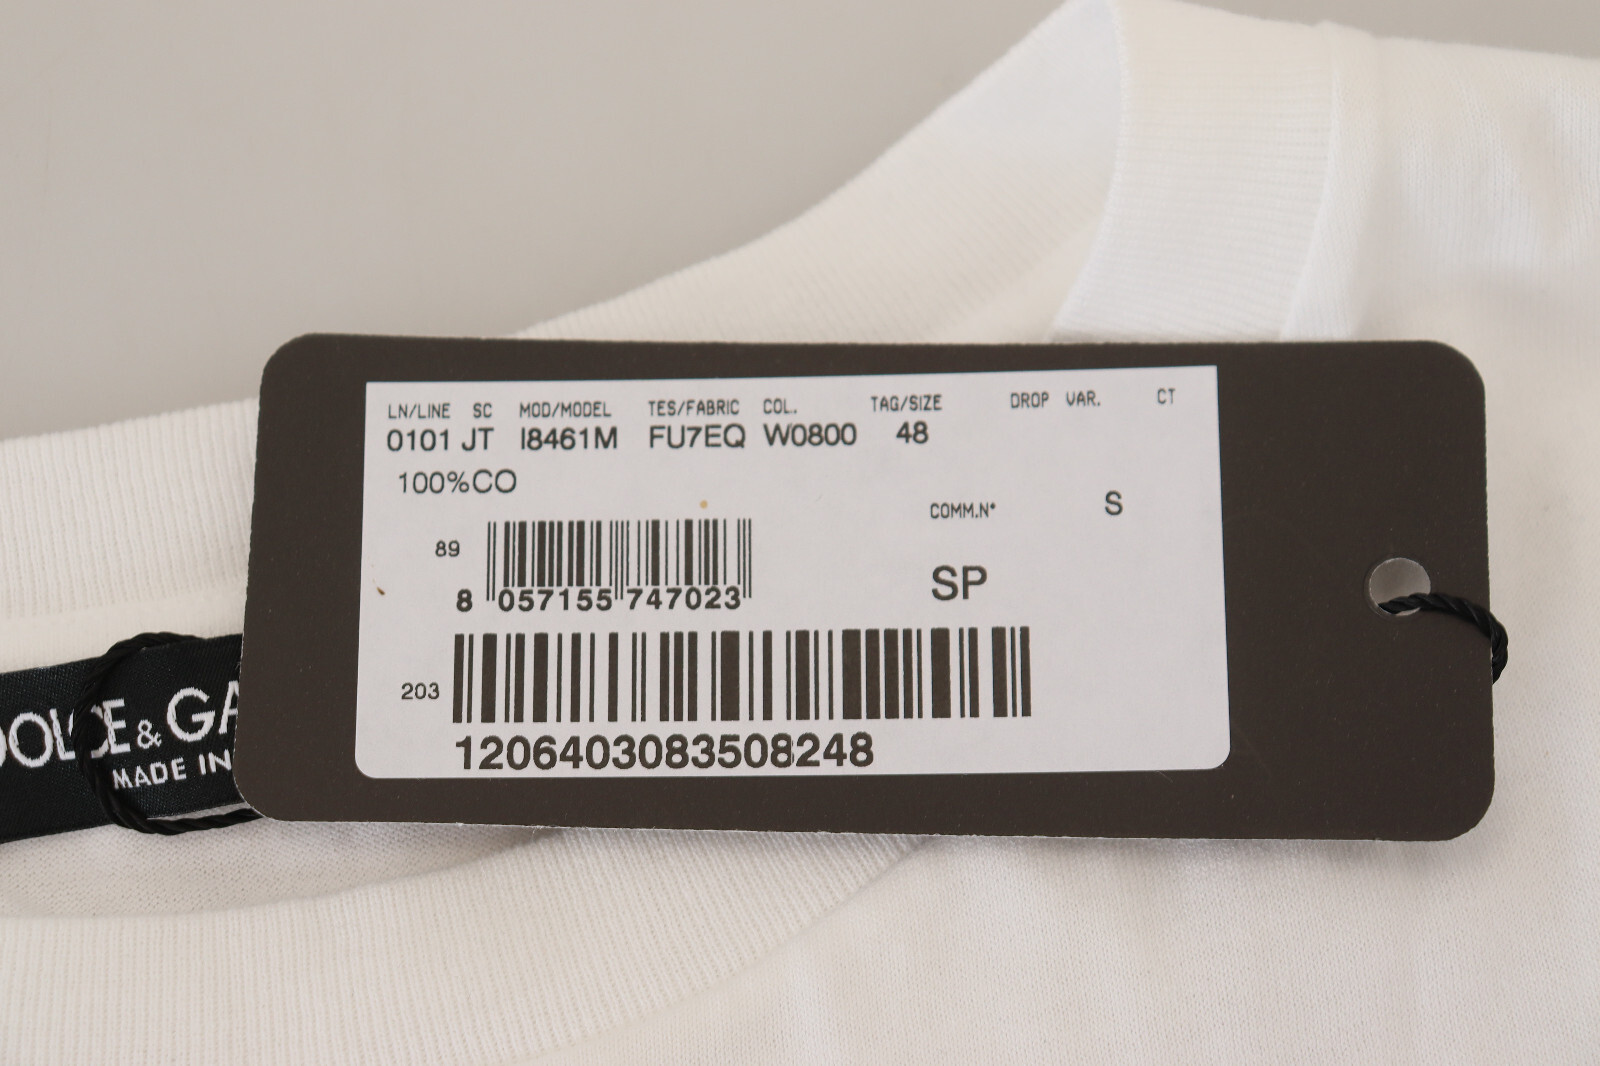 LN/LINE SC MOD/MODEL TES/FABRIC COL. TAG/SIZE DROP VAR. CT
0101 JT I8461M FU7EQ W0800 48
100%CO
COMM.N° S
89
8 057155 747023
SP
203
1206403083508248
DOLCE & GA
MADE IN